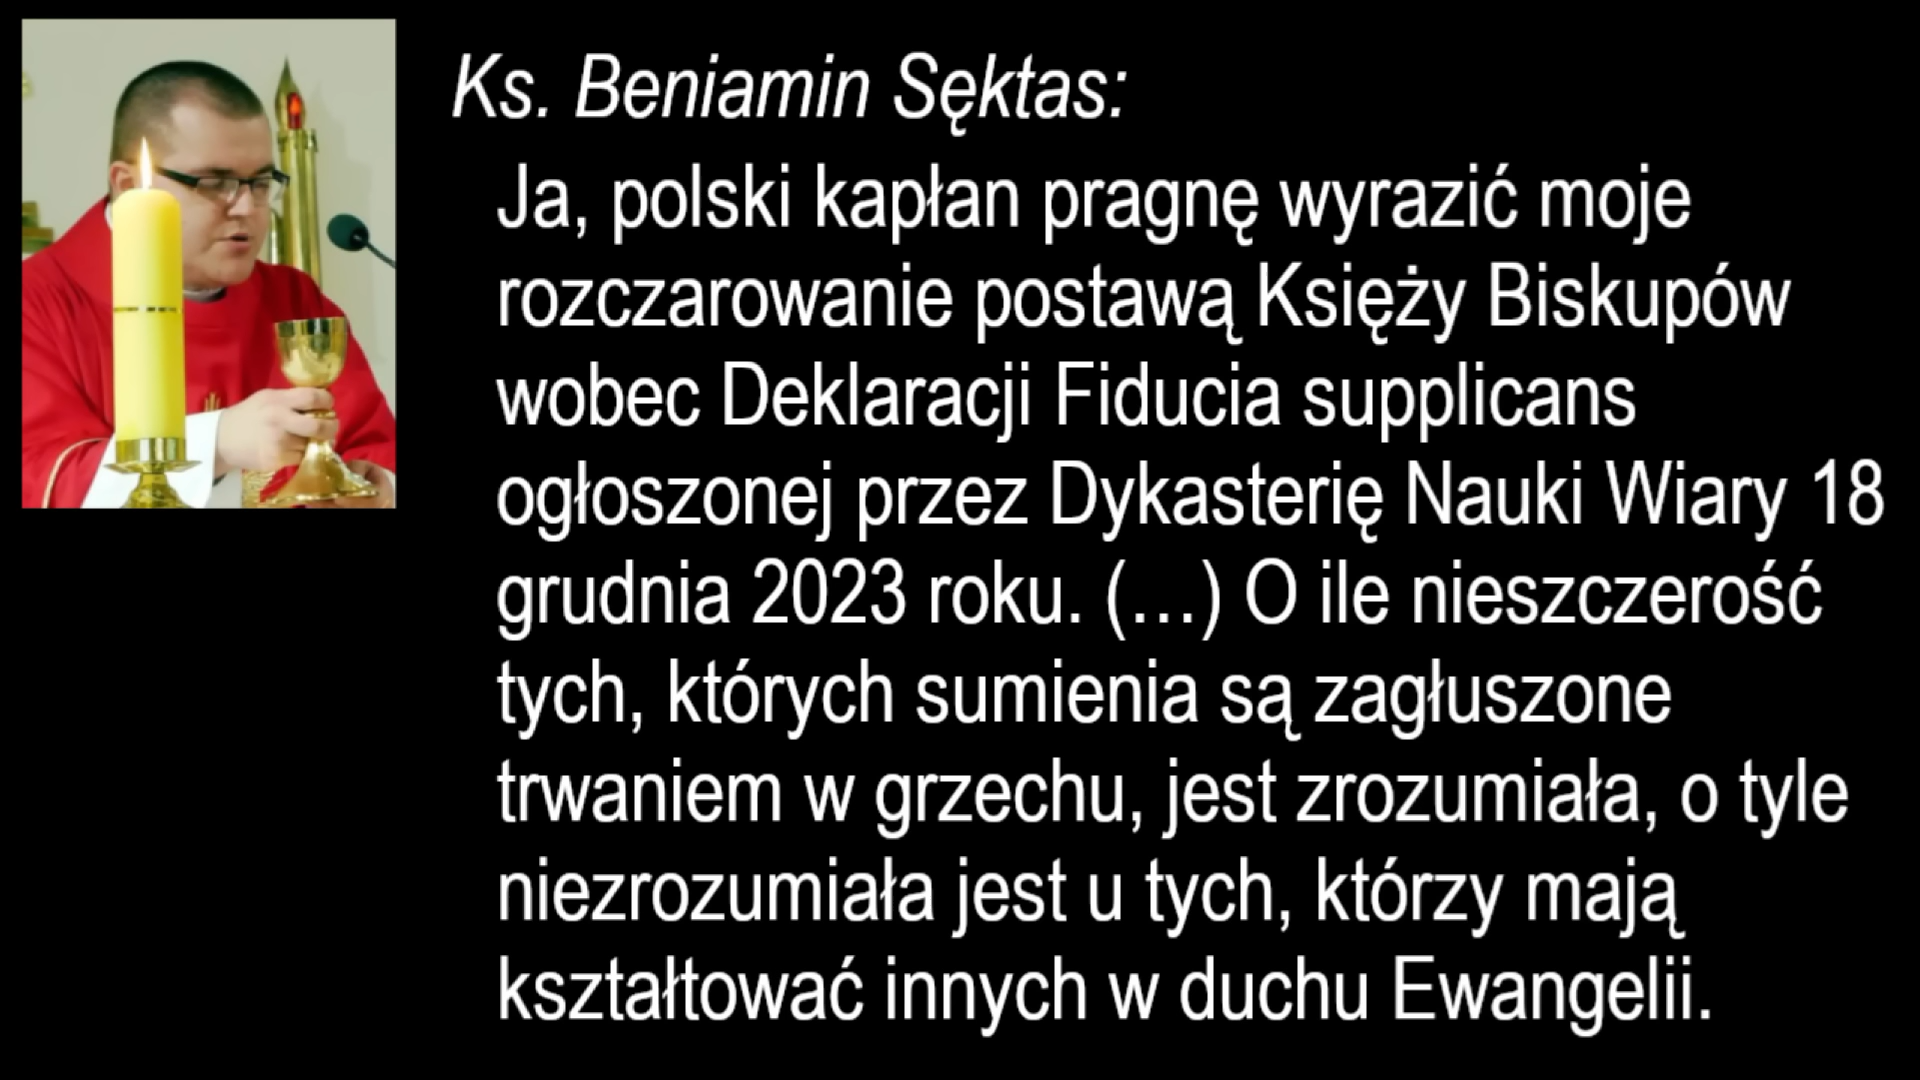 Ks. Beniamin Sęktas:
Ja, polski kapłan pragnę wyrazić moje
rozczarowanie postawą Księży Biskupów
wobec Deklaracji Fiducia supplicans
ogłoszonej przez Dykasterię Nauki Wiary 18
grudnia 2023 roku. (…) O ile nieszczerość
tych, których sumienia są zagłuszone
trwaniem w grzechu, jest zrozumiała, o tyle
niezrozumiała jest u tych, którzy mają
kształtować innych w duchu Ewangelii.